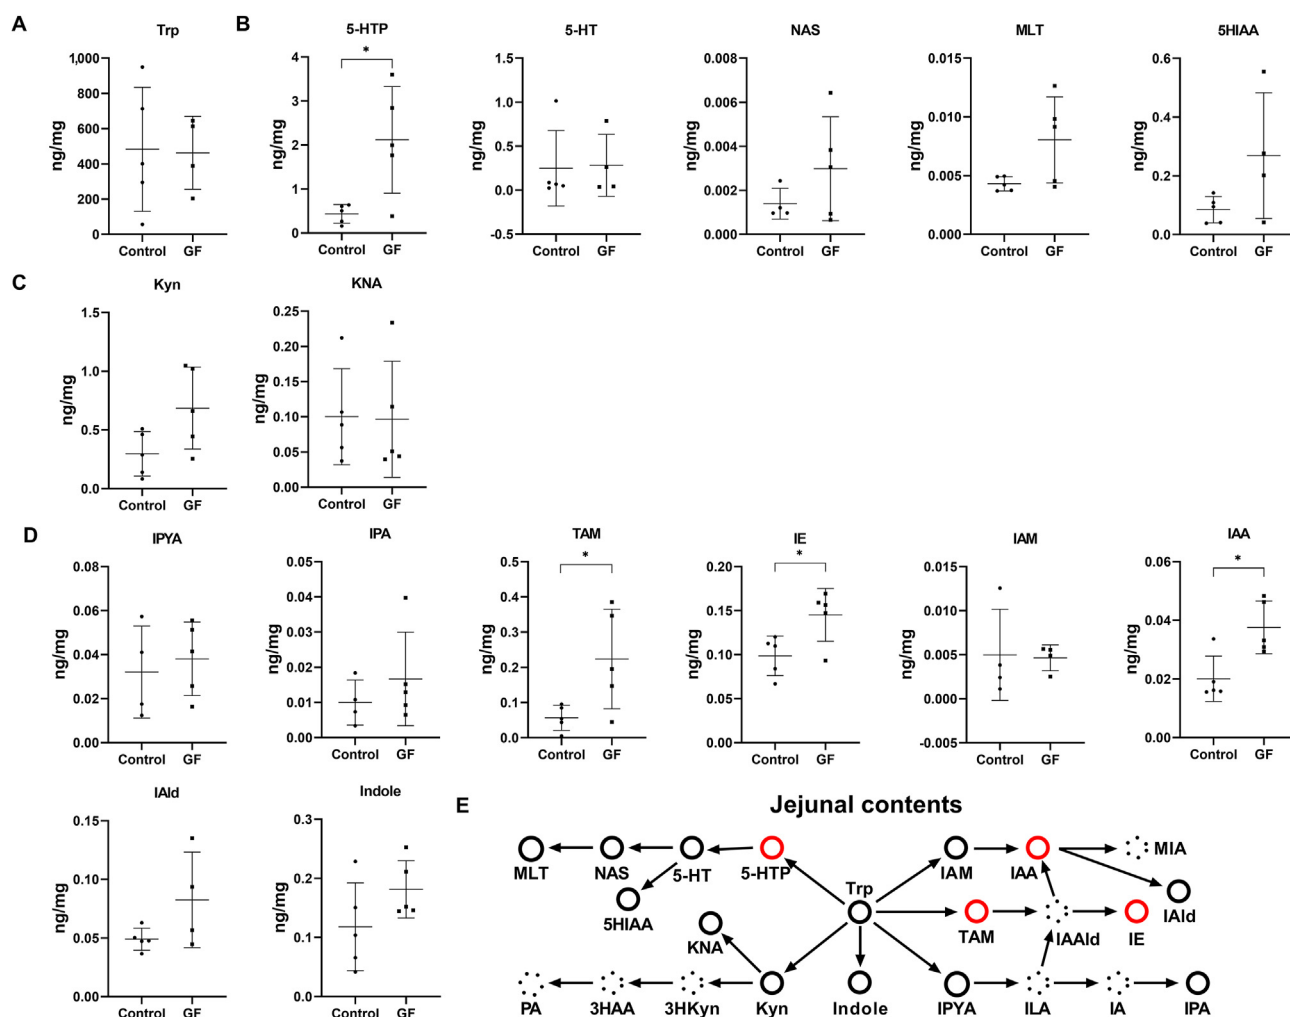 A
B
Trp
5-HTP
5-HT
NAS
MLT
5HIAA
ng/mg
1,000
800
600
400
200
0
Control GF
ng/mg
4
3
2
1
0
*
Control GF
ng/mg
1.5
1.0
0.5
0.0
-0.5
Control GF
ng/mg
0.008
0.006
0.004
0.002
0.000
Control GF
ng/mg
0.015
0.010
0.005
0.000
Control GF
ng/mg
0.6
0.4
0.2
0.0
Control GF
C
Kyn
KNA
ng/mg
1.5
1.0
0.5
0.0
Control GF
ng/mg
0.25
0.20
0.15
0.10
0.05
0.00
Control GF
D
IPYA
IPA
TAM
IE
IAM
IAA
ng/mg
0.08
0.06
0.04
0.02
0.00
Control GF
ng/mg
0.05
0.04
0.03
0.02
0.01
0.00
Control GF
ng/mg
0.5
0.4
0.3
0.2
0.1
0.0
*
Control GF
ng/mg
0.20
0.15
0.10
0.05
0.00
*
Control GF
ng/mg
0.015
0.010
0.005
0.000
-0.005
Control GF
ng/mg
0.06
0.04
0.02
0.00
*
Control GF
IAld
Indole
ng/mg
0.15
0.10
0.05
0.00
Control GF
ng/mg
0.3
0.2
0.1
0.0
Control GF
E
Jejunal contents
MLT NAS 5-HT 5-HTP Trp IAM IAA MIA
5HIAA IAld
KNA TAM IAAld IE
PA 3HAA 3HKyn Kyn Indole IPYA ILA IA IPA